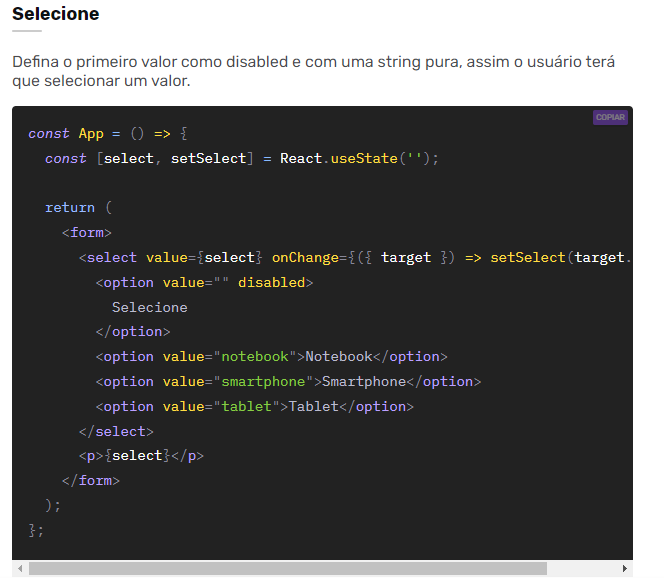 Selecione
Defina o primeiro valor como disabled e com uma string pura, assim o usuário terá
que selecionar um valor.
COPIAR
const App = () => {
  const [select, setSelect] = React.useState('');

  return (
    <form>
      <select value={select} onChange={({ target }) => setSelect(target.
        <option value="" disabled>
          Selecione
        </option>
        <option value="notebook">Notebook</option>
        <option value="smartphone">Smartphone</option>
        <option value="tablet">Tablet</option>
      </select>
      <p>{select}</p>
    </form>
  );
};